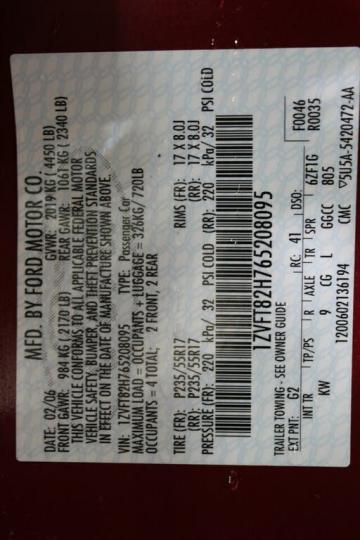 MFD. BY FORD MOTOR CO.
DATE: 02/06 GVWR: 2019 KG ( 4450 LB)
FRONT GAWR: 984 KG ( 2170 LB) REAR GAWR: 1061 KG ( 2340 LB)
THIS VEHICLE CONFORMS TO ALL APPLICABLE FEDERAL MOTOR
VEHICLE SAFETY, BUMPER, AND THEFT PREVENTION STANDARDS
IN EFFECT ON THE DATE OF MANUFACTURE SHOWN ABOVE.
VIN: 1ZVFT82H765208095 TYPE: Passenger Car
MAXIMUM LOAD = OCCUPANTS + LUGGAGE = 326KG/720LB
OCCUPANTS = 4 TOTAL; 2 FRONT, 2 REAR
TIRE (FR): P235/55R17 RIMS (FR): 17 X 8.0J
(RR): P235/55R17 (RR): 17 X 8.0J
PRESSURE (FR): 220 kPa/ 32 PSI COLD (RR): 220 kPa/ 32 PSI COLD
1ZVFT82H765208095
TRAILER TOWING - SEE OWNER GUIDE
F0046
R0035
EXT PNT: G2 RC: 41 DSO:
INT TR TP/PS R AXLE TR SPR 6ZF1G
KW 9 CG L GGCC 805
1200602136194 CMC ▽5U5A-5420472-AA